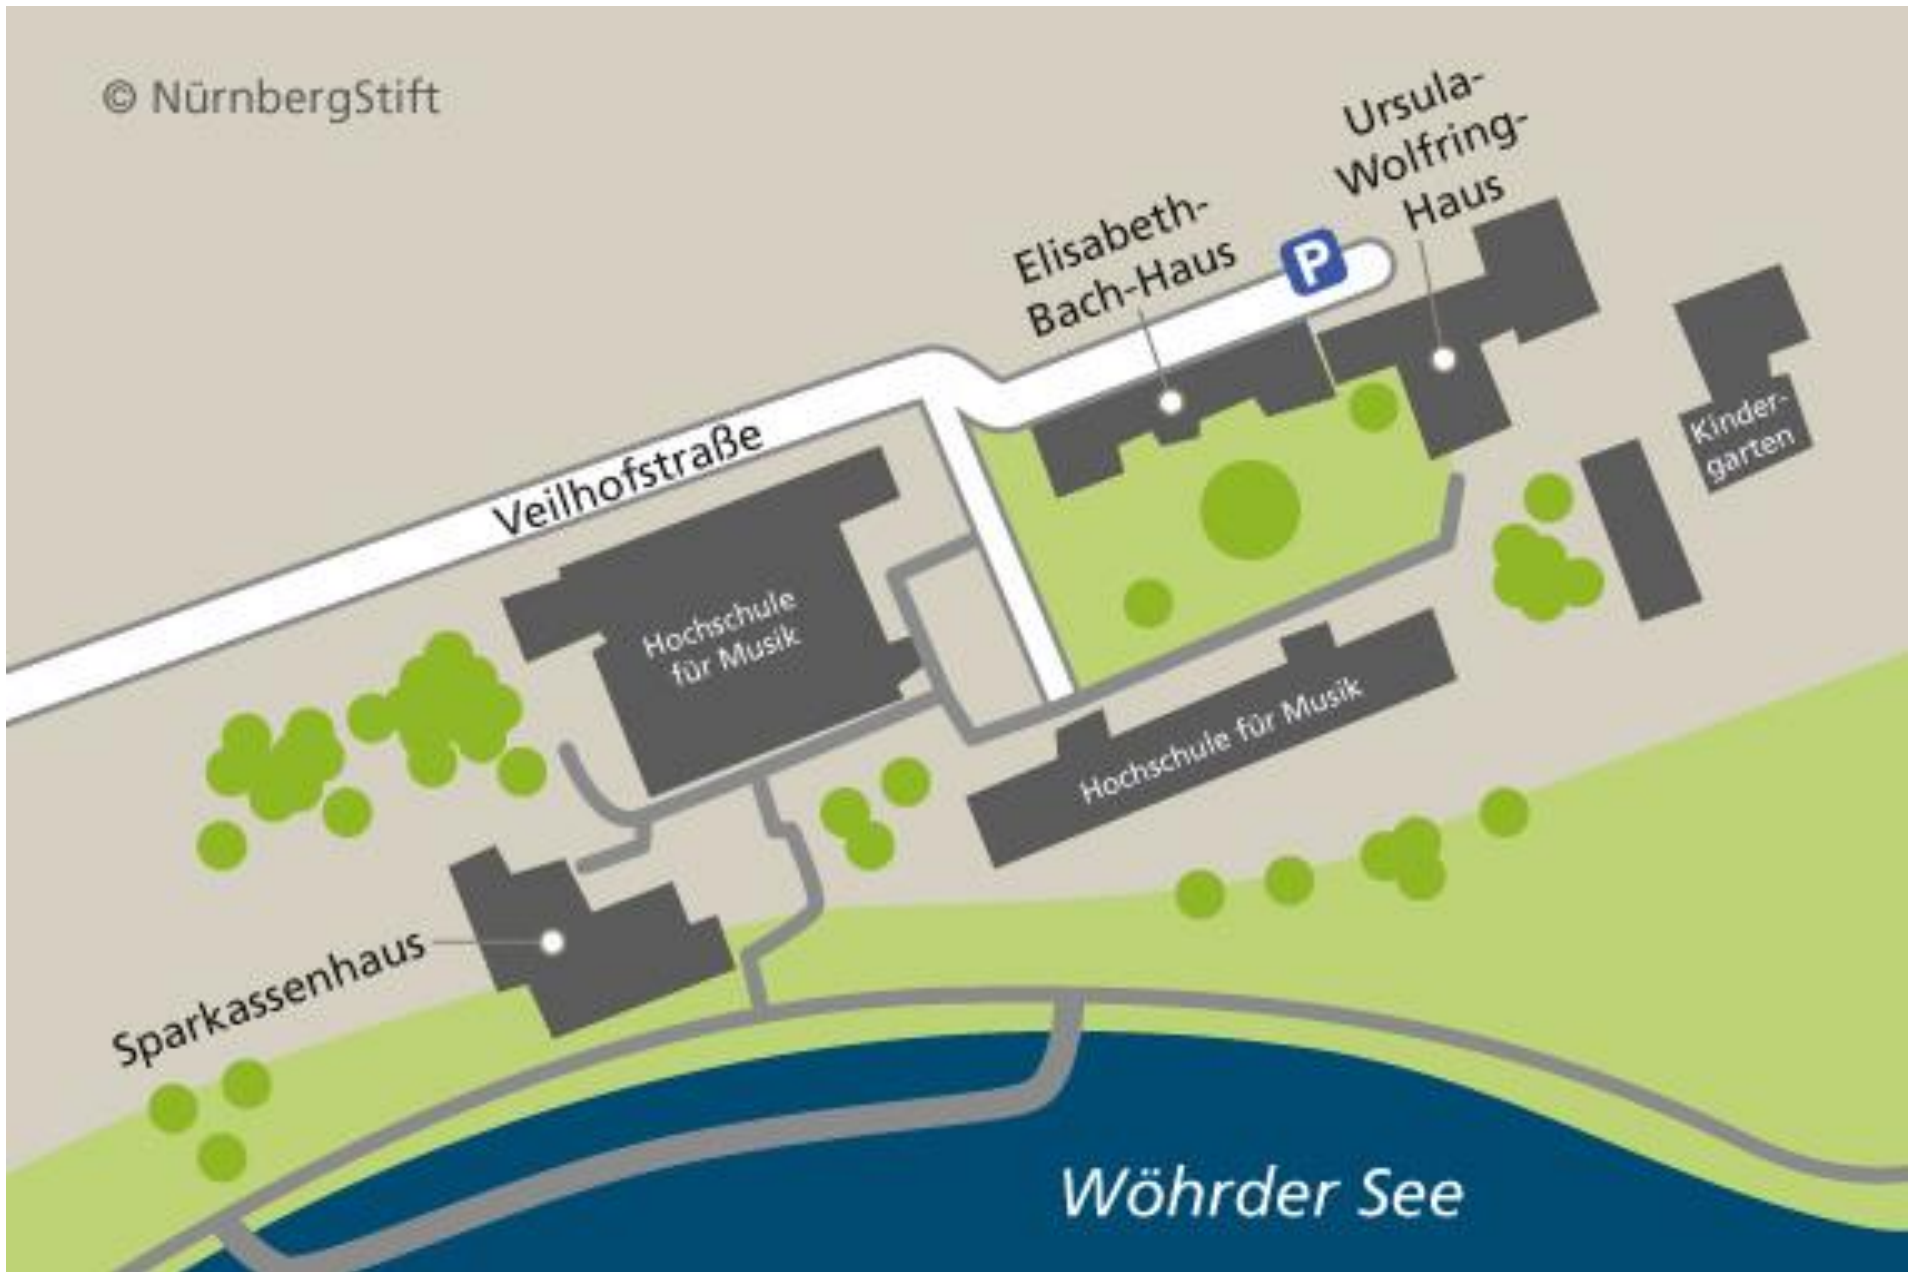 © NürnbergStift
Ursula-
Wolfring-
Haus
Elisabeth-
Bach-Haus
P
Veilhofstraße
Kinder-
garten
Hochschule
für Musik
Hochschule für Musik
Sparkassenhaus
Wöhrder See